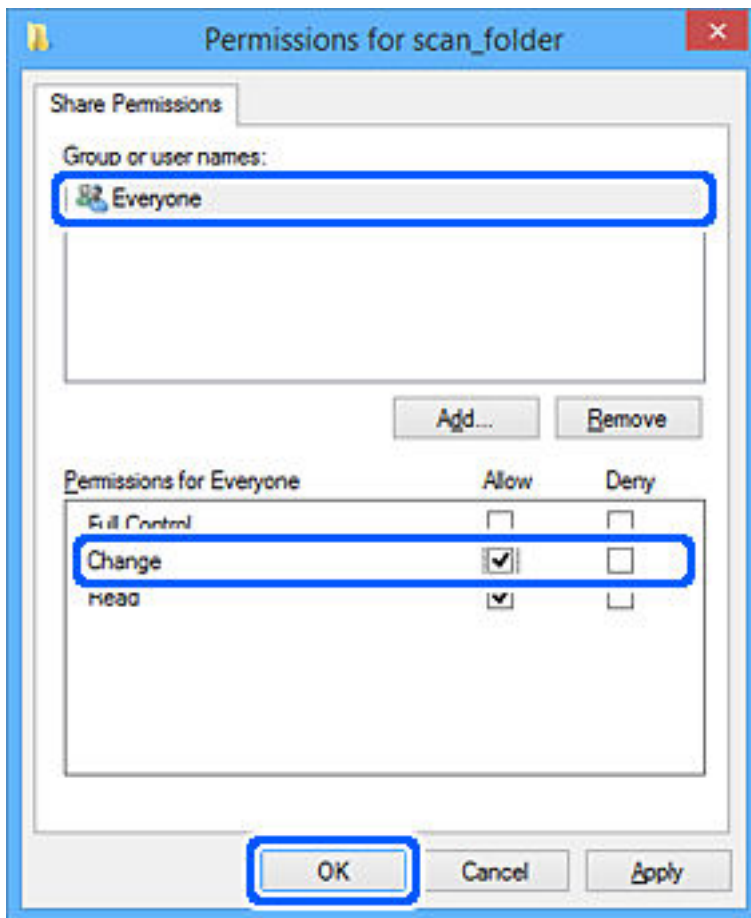 Permissions for scan_folder
Share Permissions
Group or user names:
Everyone
Add... Remove
Permissions for Everyone Allow Deny
Full Control
Change
Read
OK Cancel Apply